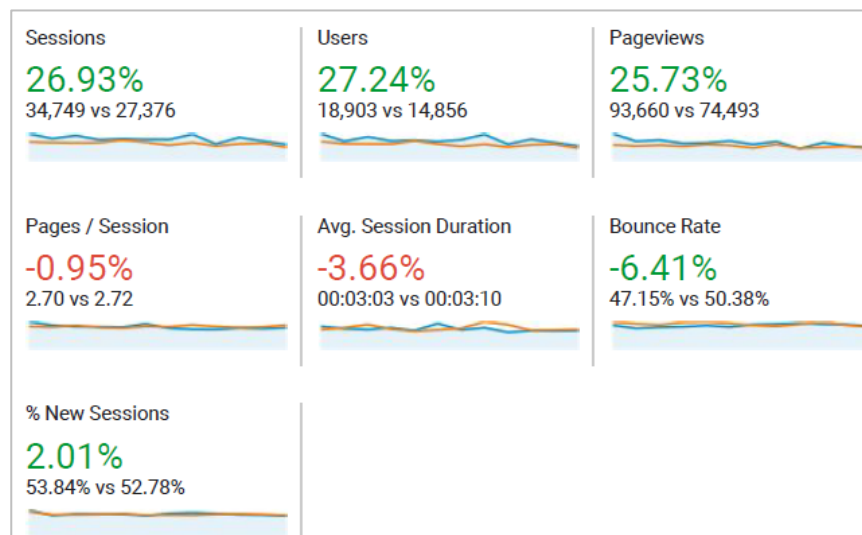 Sessions
26.93%
34,749 vs 27,376
Users
27.24%
18,903 vs 14,856
Pageviews
25.73%
93,660 vs 74,493
Pages / Session
-0.95%
2.70 vs 2.72
Avg. Session Duration
-3.66%
00:03:03 vs 00:03:10
Bounce Rate
-6.41%
47.15% vs 50.38%
% New Sessions
2.01%
53.84% vs 52.78%